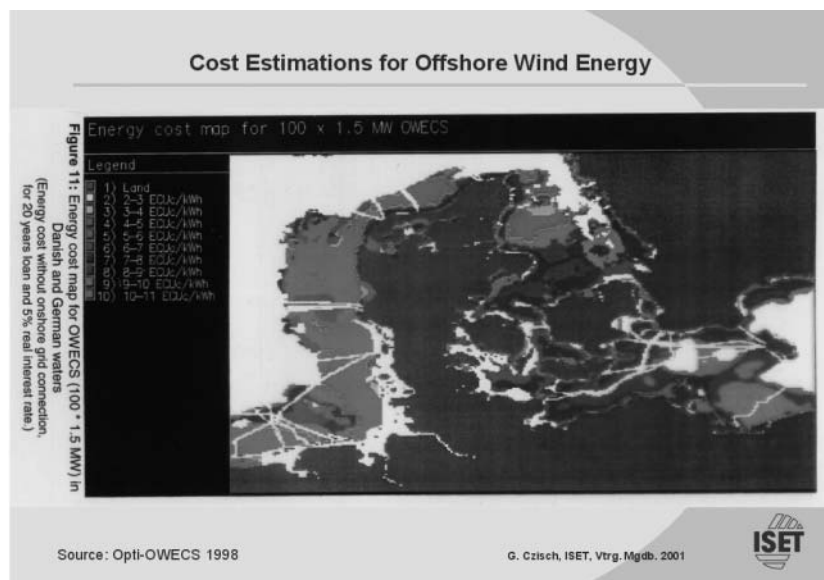 Cost Estimations for Offshore Wind Energy
Energy cost map for 100 x 1.5 MW OWECS
Legend
1) Land
2) 2-3 ECUc/kWh
3) 3-4 ECUc/kWh
4) 4-5 ECUc/kWh
5) 5-6 ECUc/kWh
6) 6-7 ECUc/kWh
7) 7-8 ECUc/kWh
8) 8-9 ECUc/kWh
9) 9-10 ECUc/kWh
10) 10-11 ECUc/kWh
Figure 11: Energy cost map for OWECS (100 * 1.5 MW) in
Danish and German waters
(Energy cost without onshore grid connection,
for 20 years loan and 5% real interest rate.)
Source: Opti-OWECS 1998
G. Czisch, ISET, Vtrg. Mgdb. 2001
ISET